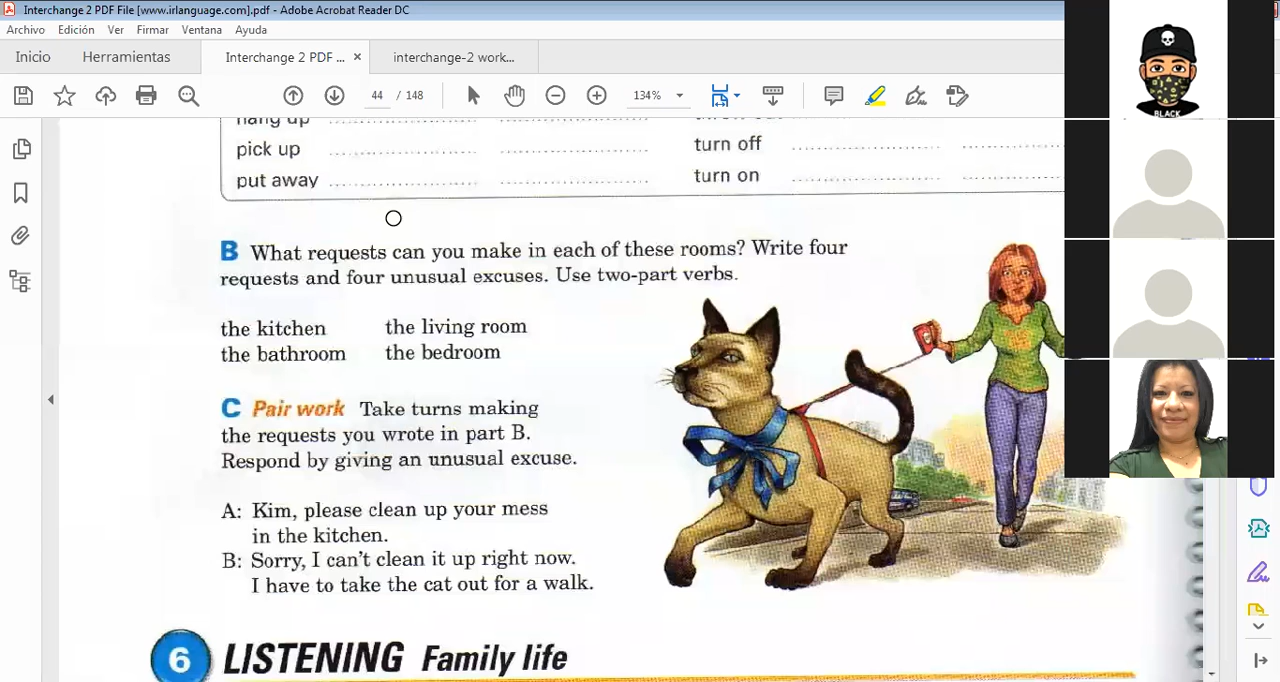 Interchange 2 PDF File [www.irlanguage.com].pdf - Adobe Acrobat Reader DC
Archivo Edición Ver Firmar Ventana Ayuda
Inicio Herramientas Interchange 2 PDF ... × interchange-2 work...
44 / 148 134%
hang up
pick up turn off
put away turn on
B What requests can you make in each of these rooms? Write four
requests and four unusual excuses. Use two-part verbs.
the kitchen the living room
the bathroom the bedroom
C Pair work Take turns making
the requests you wrote in part B.
Respond by giving an unusual excuse.
A: Kim, please clean up your mess
in the kitchen.
B: Sorry, I can't clean it up right now.
I have to take the cat out for a walk.
6 LISTENING Family life
BLACK